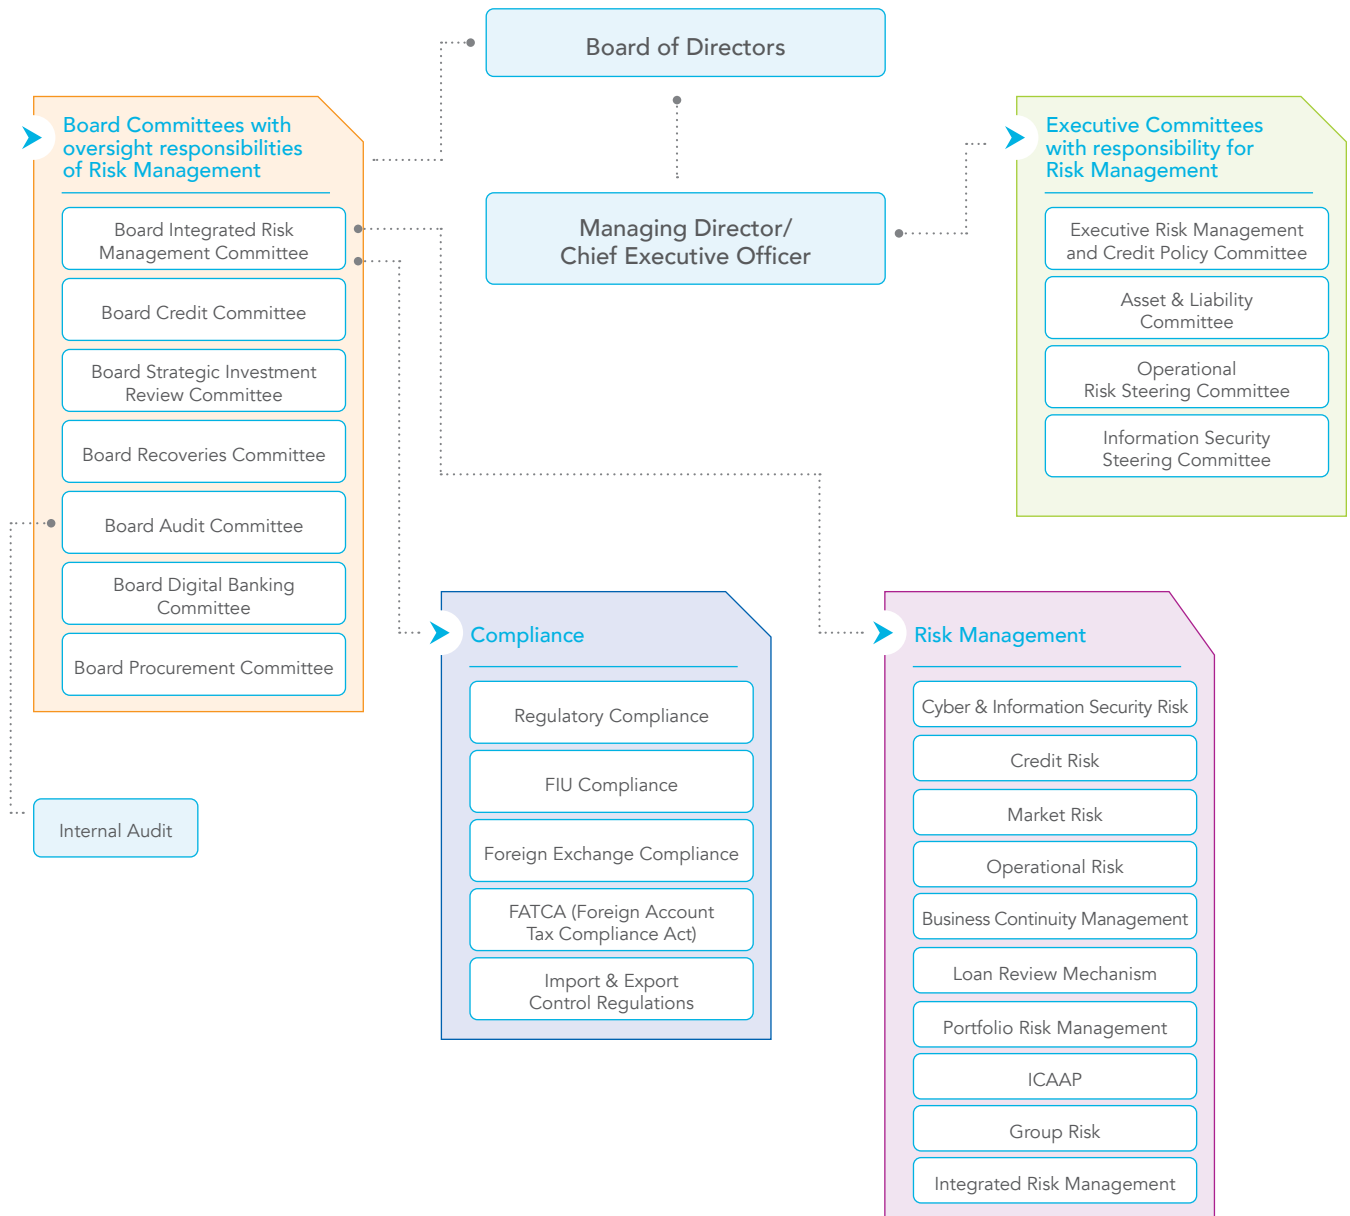 Board of Directors
Board Committees with
oversight responsibilities
of Risk Management
Board Integrated Risk
Management Committee
Board Credit Committee
Board Strategic Investment
Review Committee
Board Recoveries Committee
Board Audit Committee
Board Digital Banking
Committee
Board Procurement Committee
Internal Audit
Managing Director/
Chief Executive Officer
Executive Committees
with responsibility for
Risk Management
Executive Risk Management
and Credit Policy Committee
Asset & Liability
Committee
Operational
Risk Steering Committee
Information Security
Steering Committee
Compliance
Regulatory Compliance
FIU Compliance
Foreign Exchange Compliance
FATCA (Foreign Account
Tax Compliance Act)
Import & Export
Control Regulations
Risk Management
Cyber & Information Security Risk
Credit Risk
Market Risk
Operational Risk
Business Continuity Management
Loan Review Mechanism
Portfolio Risk Management
ICAAP
Group Risk
Integrated Risk Management